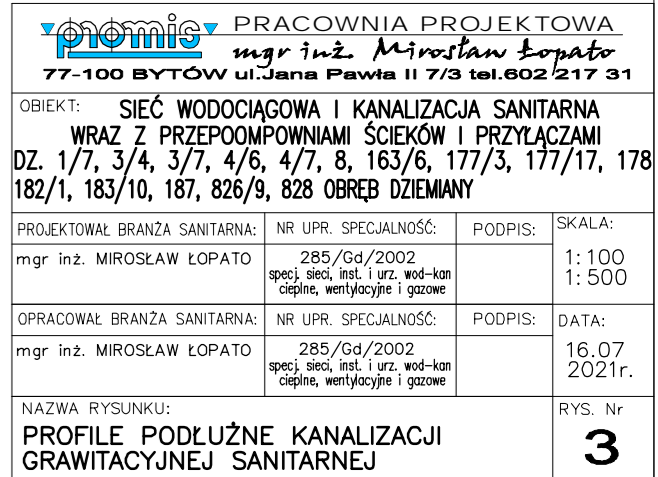 promis PRACOWNIA PROJEKTOWA
mgr inż. Mirosław Łopato
77-100 BYTÓW ul.Jana Pawła II 7/3 tel.602 217 31
OBIEKT: SIEĆ WODOCIĄGOWA I KANALIZACJA SANITARNA
WRAZ Z PRZEPOOMPOWNIAMI ŚCIEKÓW I PRZYŁĄCZAMI
DZ. 1/7, 3/4, 3/7, 4/6, 4/7, 8, 163/6, 177/3, 177/17, 178
182/1, 183/10, 187, 826/9, 828 OBRĘB DZIEMIANY
PROJEKTOWAŁ BRANŻA SANITARNA: NR UPR. SPECJALNOŚĆ: PODPIS: SKALA:
mgr inż. MIROSŁAW ŁOPATO 285/Gd/2002 1:100
specj. sieci, inst. i urz. wod-kan 1:500
cieplne, wentylacyjne i gazowe
OPRACOWAŁ BRANŻA SANITARNA: NR UPR. SPECJALNOŚĆ: PODPIS: DATA:
mgr inż. MIROSŁAW ŁOPATO 285/Gd/2002 16.07
specj. sieci, inst. i urz. wod-kan 2021r.
cieplne, wentylacyjne i gazowe
NAZWA RYSUNKU: RYS. Nr
PROFILE PODŁUŻNE KANALIZACJI 3
GRAWITACYJNEJ SANITARNEJ